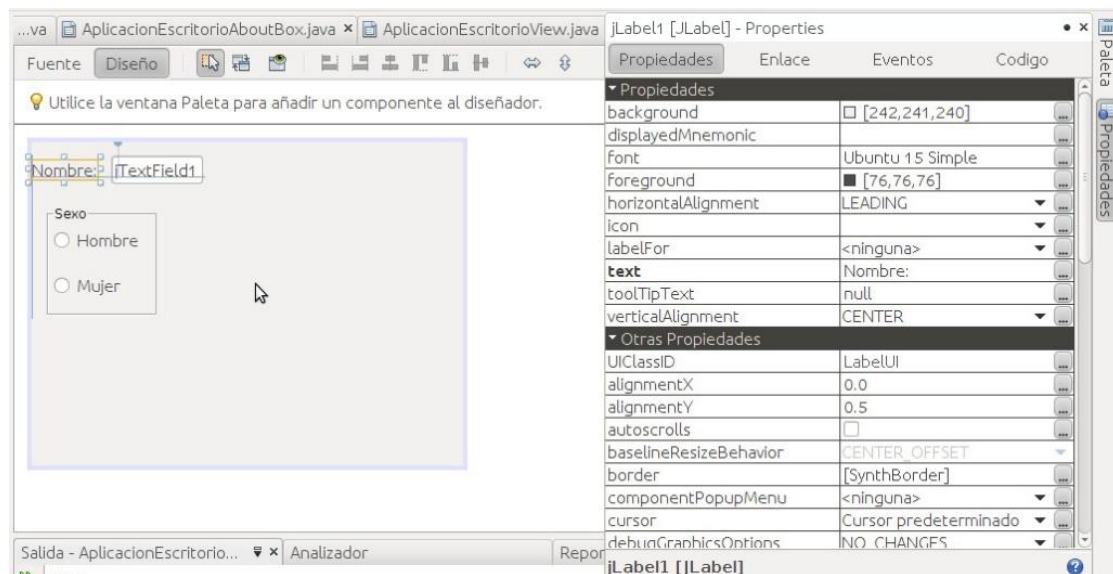 ...va AplicacionEscritorioAboutBox.java × AplicacionEscritorioView.java
Fuente Diseño
Utilice la ventana Paleta para añadir un componente al diseñador.
Nombre: jTextField1
Sexo
Hombre
Mujer
Salida - AplicacionEscritorio... × Analizador Repor
jLabel1 [JLabel] - Properties
Propiedades Enlace Eventos Codigo
Propiedades
background [242,241,240] ...
displayedMnemonic ...
font Ubuntu 15 Simple ...
foreground [76,76,76] ...
horizontalAlignment LEADING ...
icon ...
labelFor <ninguna> ...
text Nombre: ...
toolTipText null ...
verticalAlignment CENTER ...
Otras Propiedades
UIClassID LabelUI ...
alignmentX 0.0 ...
alignmentY 0.5 ...
autoscrolls ...
baselineResizeBehavior CENTER_OFFSET
border [SynthBorder] ...
componentPopupMenu <ninguna> ...
cursor Cursor predeterminado ...
debugGraphicsOptions NO_CHANGES ...
jLabel1 [JLabel] ?
Paleta
Propiedades